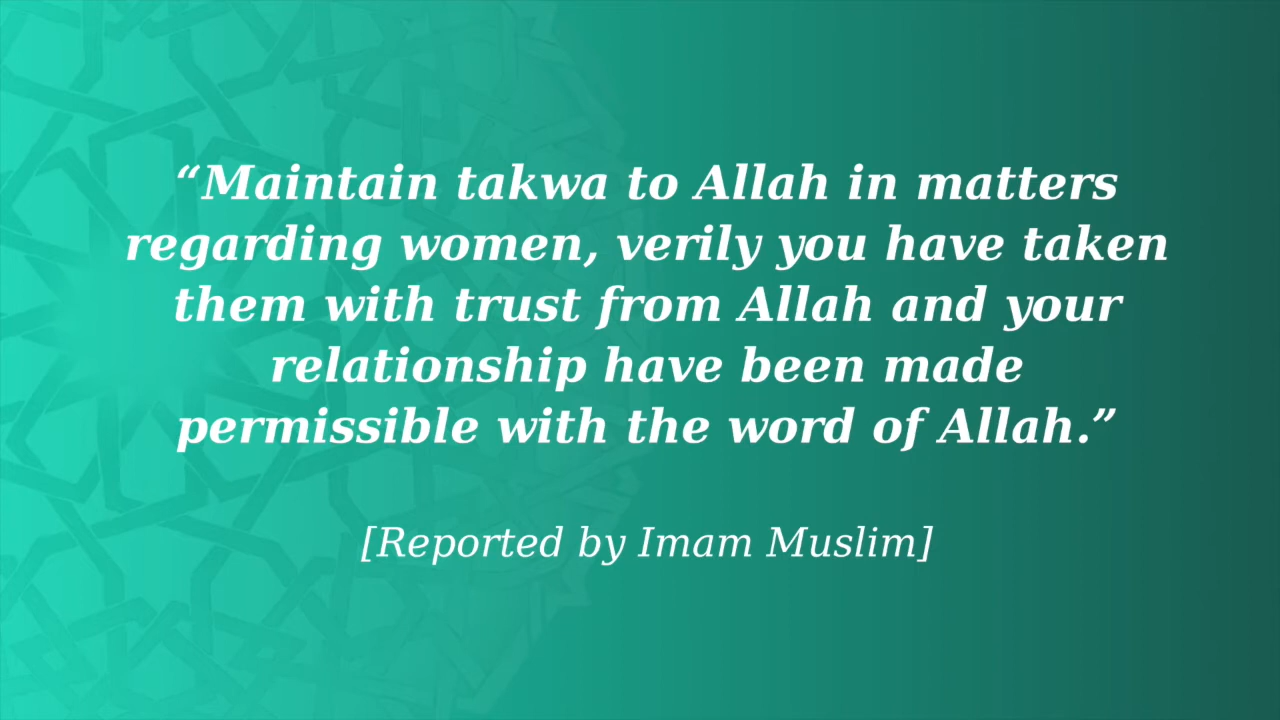 “Maintain takwa to Allah in matters
regarding women, verily you have taken
them with trust from Allah and your
relationship have been made
permissible with the word of Allah.”
[Reported by Imam Muslim]